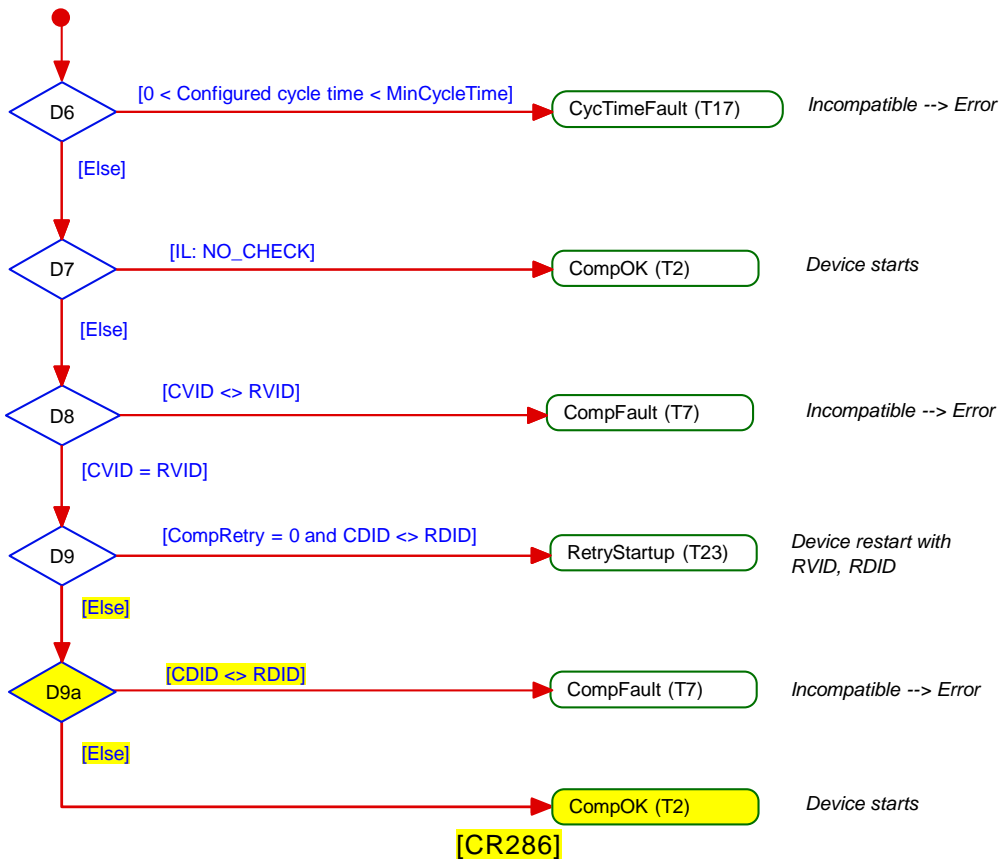 [0 < Configured cycle time < MinCycleTime]
D6
CycTimeFault (T17)
Incompatible --> Error
[Else]
[IL: NO_CHECK]
D7
CompOK (T2)
Device starts
[Else]
[CVID <> RVID]
D8
CompFault (T7)
Incompatible --> Error
[CVID = RVID]
[CompRetry = 0 and CDID <> RDID]
D9
RetryStartup (T23)
Device restart with
RVID, RDID
[Else]
[CDID <> RDID]
D9a
CompFault (T7)
Incompatible --> Error
[Else]
CompOK (T2)
Device starts
[CR286]